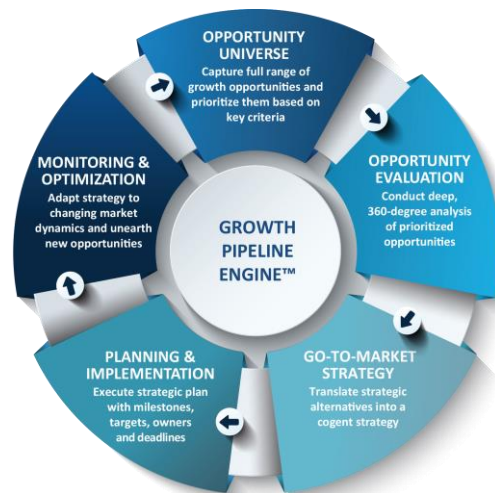 OPPORTUNITY
UNIVERSE
Capture full range of
growth opportunities and
prioritize them based on
key criteria
OPPORTUNITY
EVALUATION
Conduct deep,
360-degree analysis
of prioritized
opportunities
GO-TO-MARKET
STRATEGY
Translate strategic
alternatives into a
cogent strategy
PLANNING &
IMPLEMENTATION
Execute strategic plan
with milestones,
targets, owners
and deadlines
MONITORING &
OPTIMIZATION
Adapt strategy to
changing market
dynamics and unearth
new opportunities
GROWTH
PIPELINE
ENGINE™